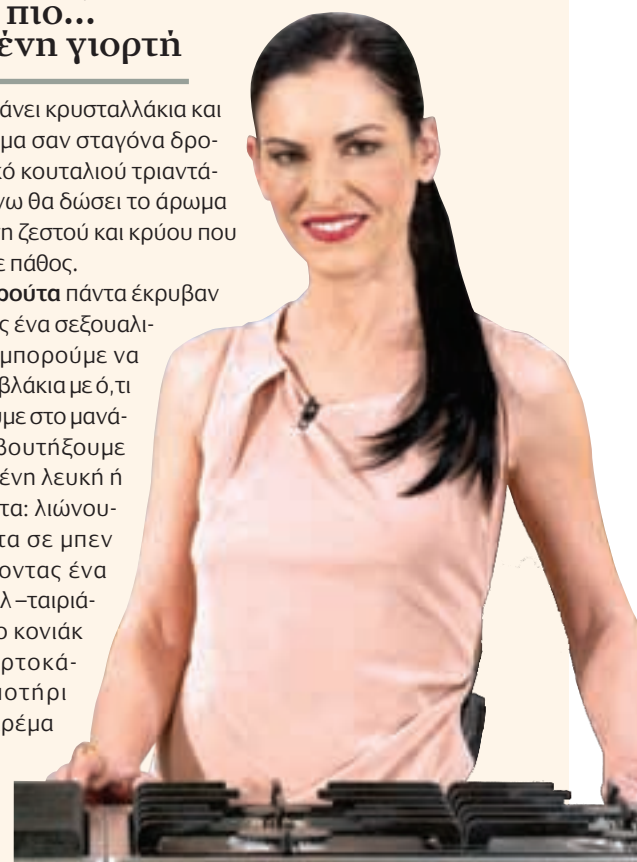 πιο...
ένη γιορτή
άνει κρυσταλλάκια και
μα σαν σταγόνα δρο-
κό κουταλιού τριαντά-
νω θα δώσει το άρωμα
η ζεστού και κρύου που
ε πάθος.
ρούτα πάντα έκρυβαν
ς ένα σεξουαλι-
μπορούμε να
βλάκια με ό,τι
υμε στο μανά-
βουτήξουμε
ένη λευκή ή
τα: λιώνου-
τα σε μπεν
οντας ένα
λ –ταιριά-
ο κονιάκ
ρτοκά-
οτήρι
ρέμα